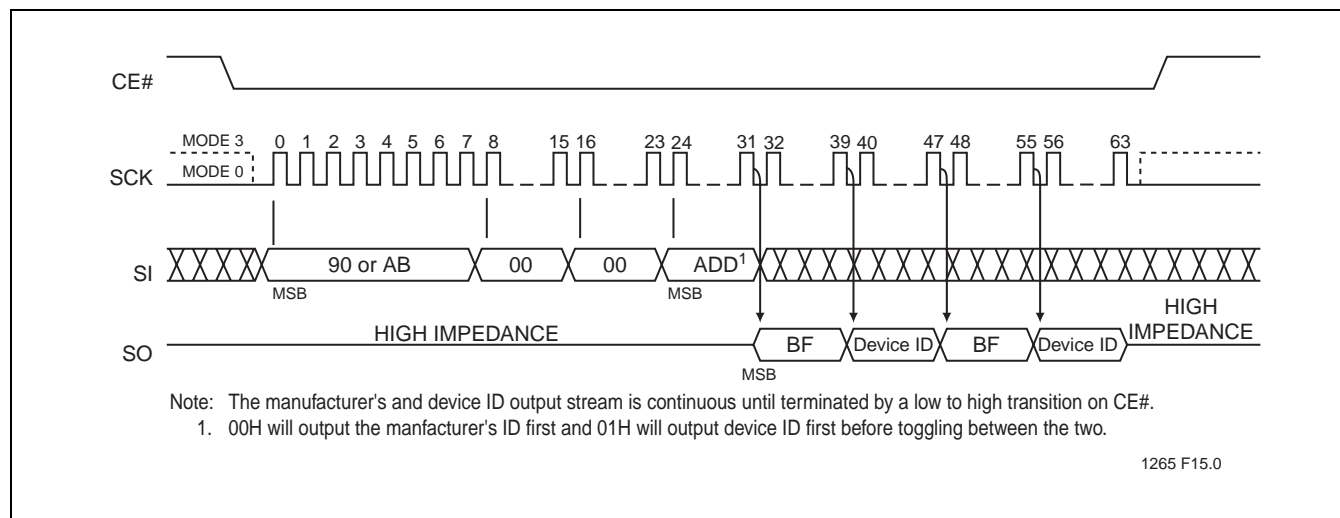 CE#
MODE 3
0 1 2 3 4 5 6 7 8 15 16 23 24 31 32 39 40 47 48 55 56 63
SCK
MODE 0
SI
90 or AB 00 00 ADD1
MSB MSB
HIGH IMPEDANCE
HIGH IMPEDANCE
SO
BF Device ID BF Device ID
MSB
Note: The manufacturer's and device ID output stream is continuous until terminated by a low to high transition on CE#.
1. 00H will output the manfacturer's ID first and 01H will output device ID first before toggling between the two.
1265 F15.0